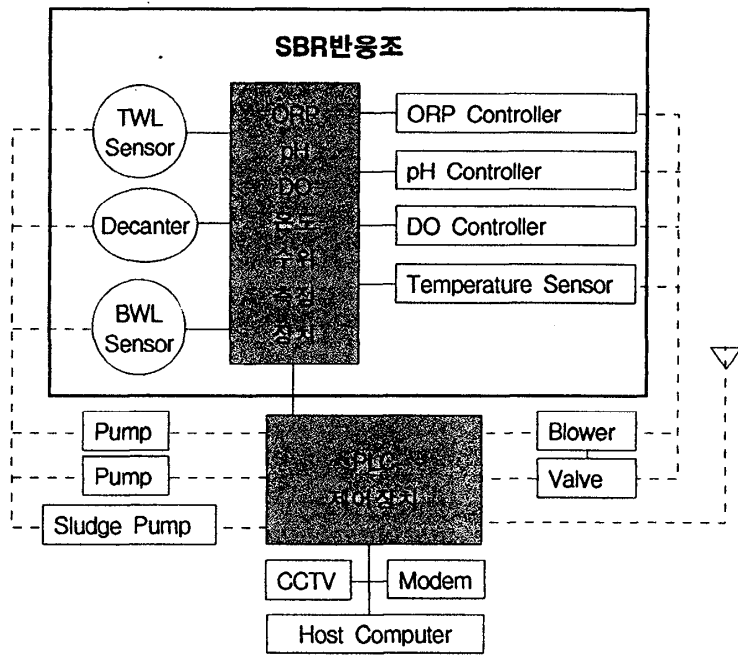 SBR반응조
TWL
Sensor
Decanter
BWL
Sensor
ORP
pH
DO
온도
수위
측정
장치
ORP Controller
pH Controller
DO Controller
Temperature Sensor
Pump
Pump
Sludge Pump
PLC
제어장치
Blower
Valve
CCTV
Modem
Host Computer